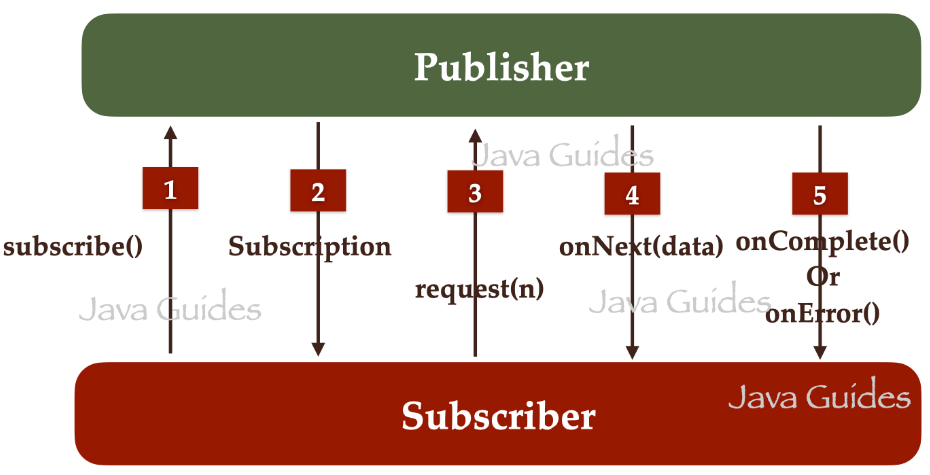 Publisher
Java Guides
1
2
3
4
5
subscribe()
Subscription
onNext(data)
onComplete()
Or
request(n)
onError()
Java Guides
Java Guides
Java Guides
Subscriber